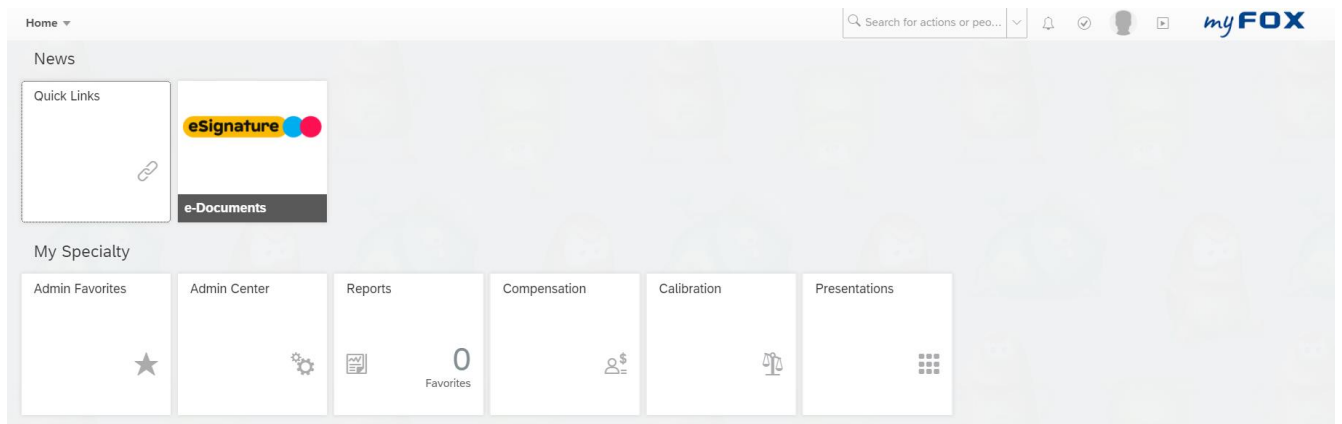 Home
Search for actions or peo...
myFOX
News
Quick Links
eSignature
e-Documents
My Specialty
Admin Favorites
Admin Center
Reports
0
Favorites
Compensation
Calibration
Presentations